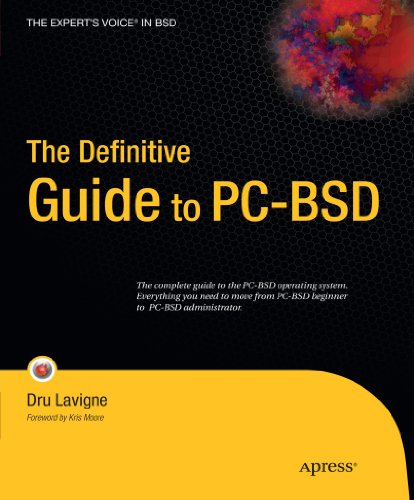 THE EXPERT'S VOICE® IN BSD
The Definitive
Guide to PC-BSD
The complete guide to the PC-BSD operating system.
Everything you need to move from PC-BSD beginner
to PC-BSD administrator.
Dru Lavigne
Foreword by Kris Moore
Apress®